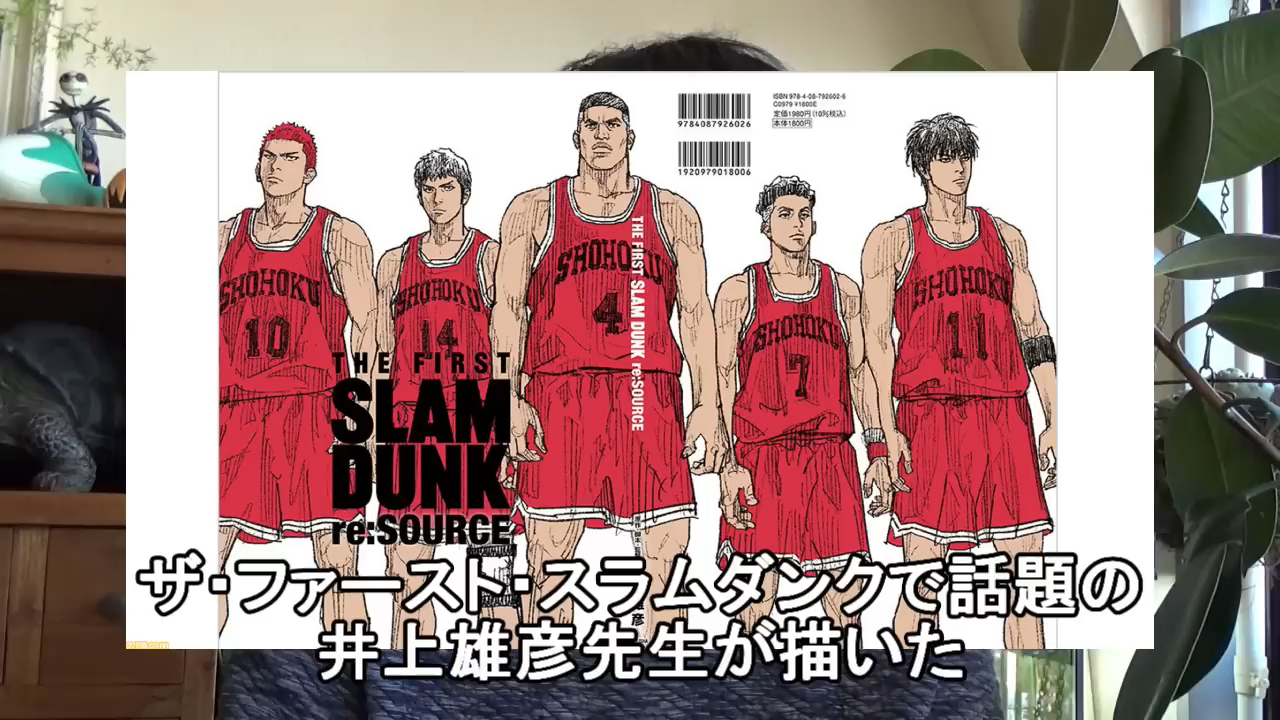 ISBN 978-4-08-792602-6
C0979 ¥1800E
定価1980円 (10%税込)
本体1800円
9784087926026
1920979018006
SHOHOKU
10
SHOHOKU
14
SHOHOKU
4
SHOHOKU
7
SHOHOKU
11
THE FIRST SLAM DUNK re:SOURCE
THE FIRST
SLAM
DUNK
re:SOURCE
ザ・ファースト・スラムダンクで話題の
井上雄彦先生が描いた